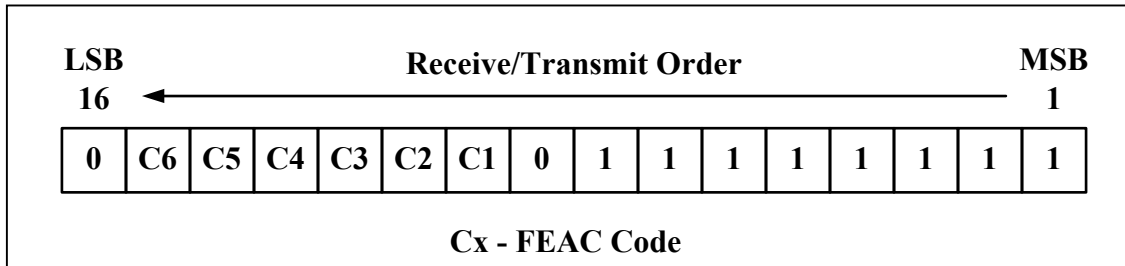 LSB Receive/Transmit Order MSB
16 1
0 C6 C5 C4 C3 C2 C1 0 1 1 1 1 1 1 1 1
Cx - FEAC Code